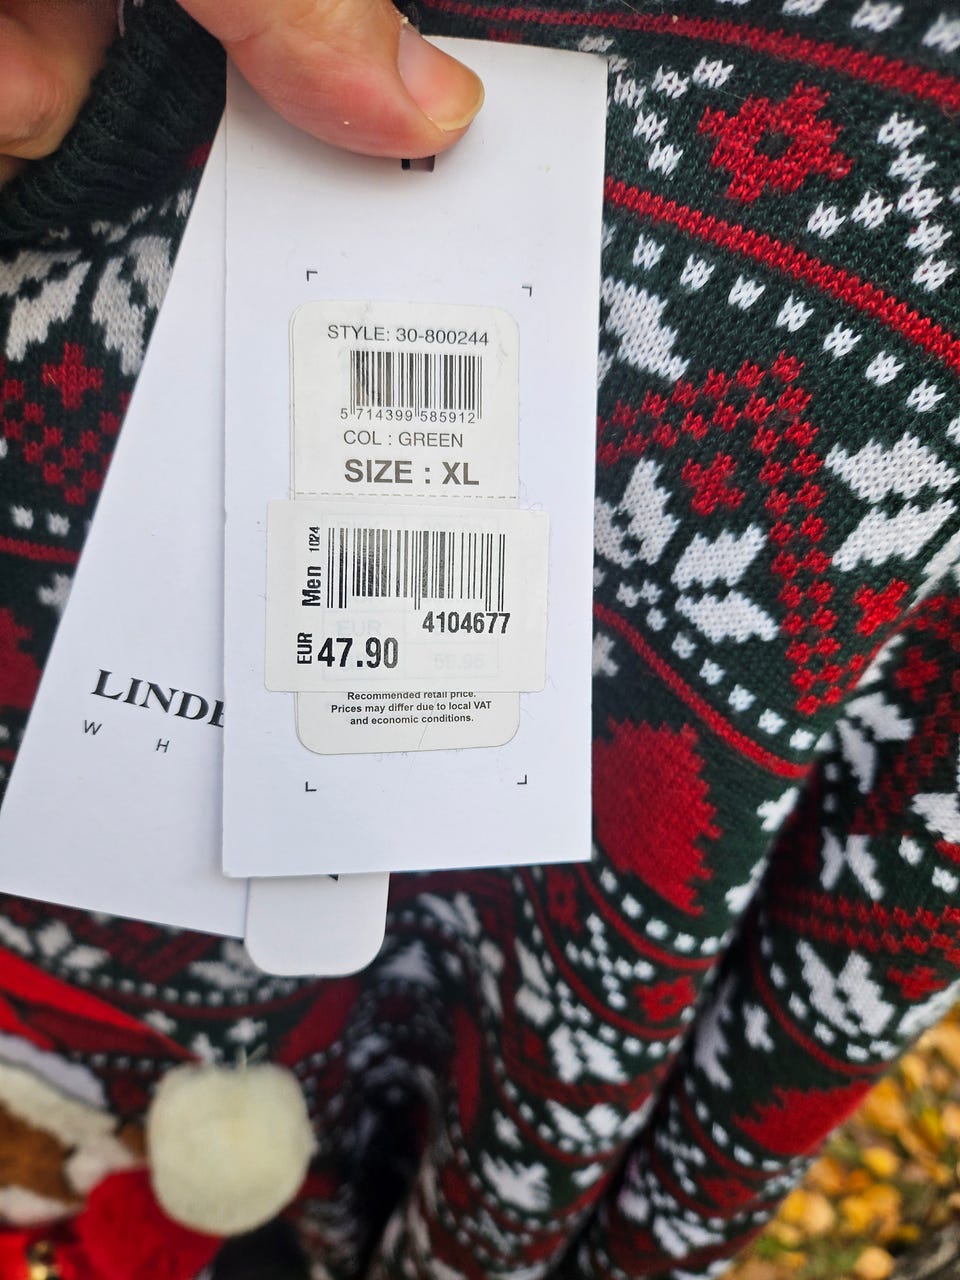 STYLE: 30-800244
5 714399 585912
COL : GREEN
SIZE : XL
Men 1024
4104677
EUR 47.90
Recommended retail price.
Prices may differ due to local VAT
and economic conditions.
LINDE
W H